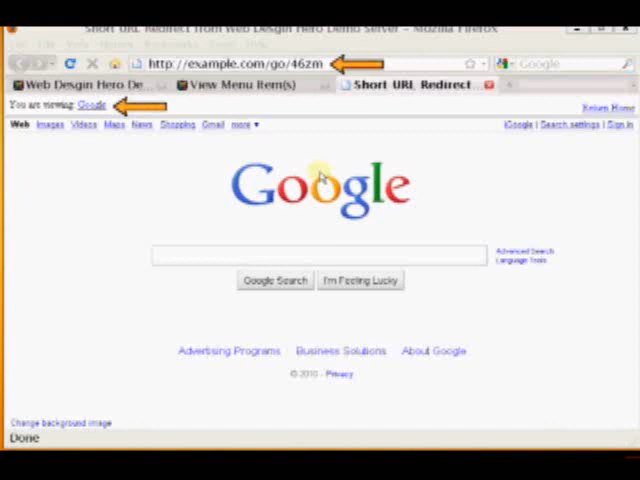 Short URL Redirect from Web Desgin Hero Demo Server - Mozilla Firefox
http://example.com/go/46zm
Google
Web Desgin Hero De...
View Menu Item(s)
Short URL Redirect...
You are viewing: Google
Return Home
Web Images Videos Maps News Shopping Gmail more ▼
iGoogle | Search settings | Sign in
Google
Advanced Search
Language Tools
Google Search
I'm Feeling Lucky
Advertising Programs Business Solutions About Google
© 2010 - Privacy
Change background image
Done